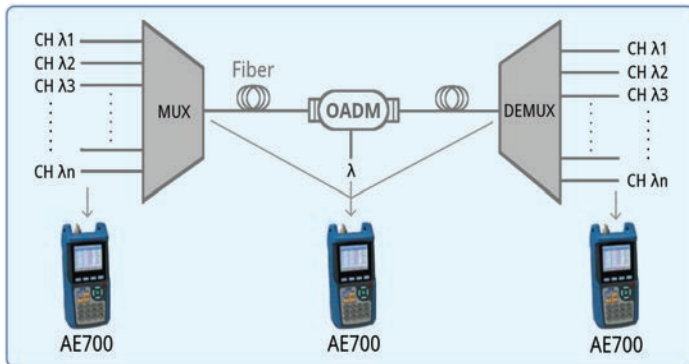 CH λ1
CH λ2
CH λ3
CH λn
MUX
Fiber
OADM
λ
DEMUX
CH λ1
CH λ2
CH λ3
CH λn
AE700
AE700
AE700